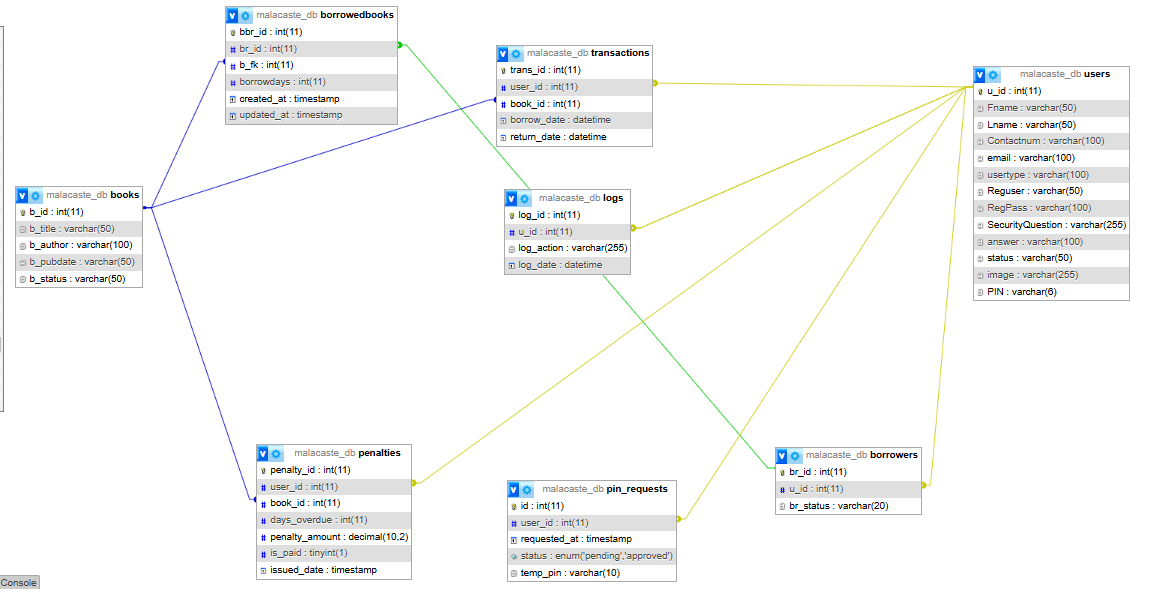 malacaste_db borrowedbooks
bbr_id : int(11)
br_id : int(11)
b_fk : int(11)
borrowdays : int(11)
created_at : timestamp
updated_at : timestamp
malacaste_db transactions
trans_id : int(11)
user_id : int(11)
book_id : int(11)
borrow_date : datetime
return_date : datetime
malacaste_db users
u_id : int(11)
Fname : varchar(50)
Lname : varchar(50)
Contactnum : varchar(100)
email : varchar(100)
usertype : varchar(100)
Reguser : varchar(50)
RegPass : varchar(100)
SecurityQuestion : varchar(255)
answer : varchar(100)
status : varchar(50)
image : varchar(255)
PIN : varchar(6)
malacaste_db books
b_id : int(11)
b_title : varchar(50)
b_author : varchar(100)
b_pubdate : varchar(50)
b_status : varchar(50)
malacaste_db logs
log_id : int(11)
u_id : int(11)
log_action : varchar(255)
log_date : datetime
malacaste_db penalties
penalty_id : int(11)
user_id : int(11)
book_id : int(11)
days_overdue : int(11)
penalty_amount : decimal(10,2)
is_paid : tinyint(1)
issued_date : timestamp
malacaste_db pin_requests
id : int(11)
user_id : int(11)
requested_at : timestamp
status : enum('pending','approved')
temp_pin : varchar(10)
malacaste_db borrowers
br_id : int(11)
u_id : int(11)
br_status : varchar(20)
Console